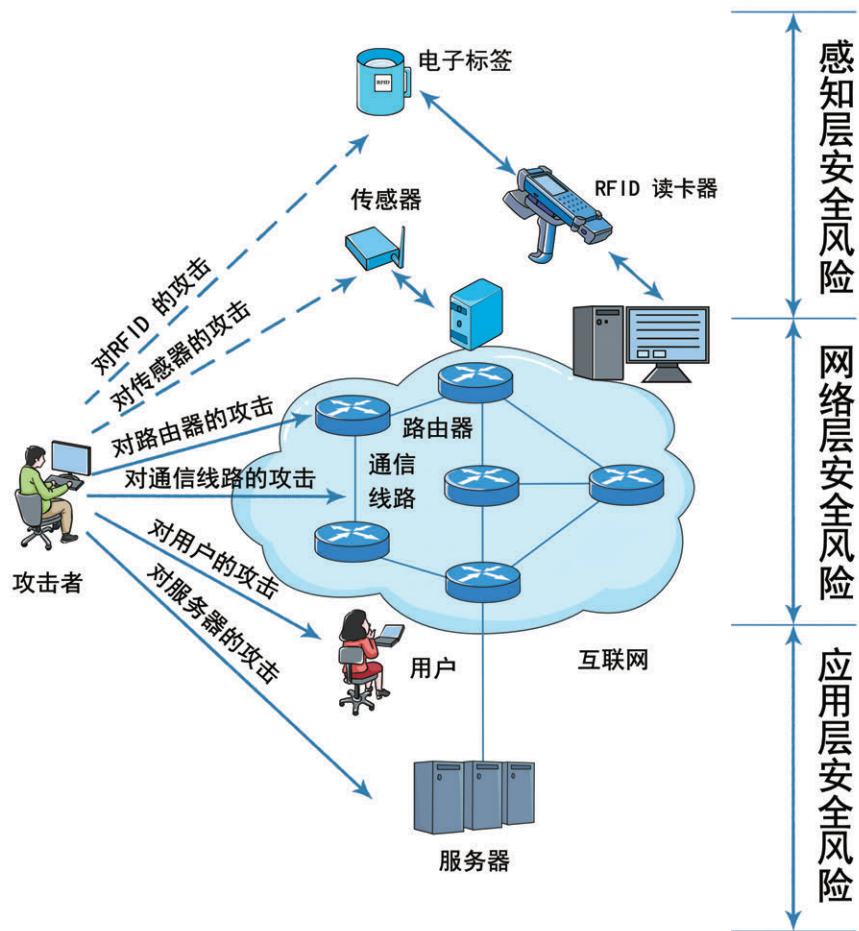 电子标签
RFID
传感器
RFID 读卡器
对RFID 的攻击
对传感器的攻击
对路由器的攻击
路由器
对通信线路的攻击
通信
线路
对用户的攻击
对服务器的攻击
攻击者
用户
互联网
服务器
感知层安全风险
网络层安全风险
应用层安全风险